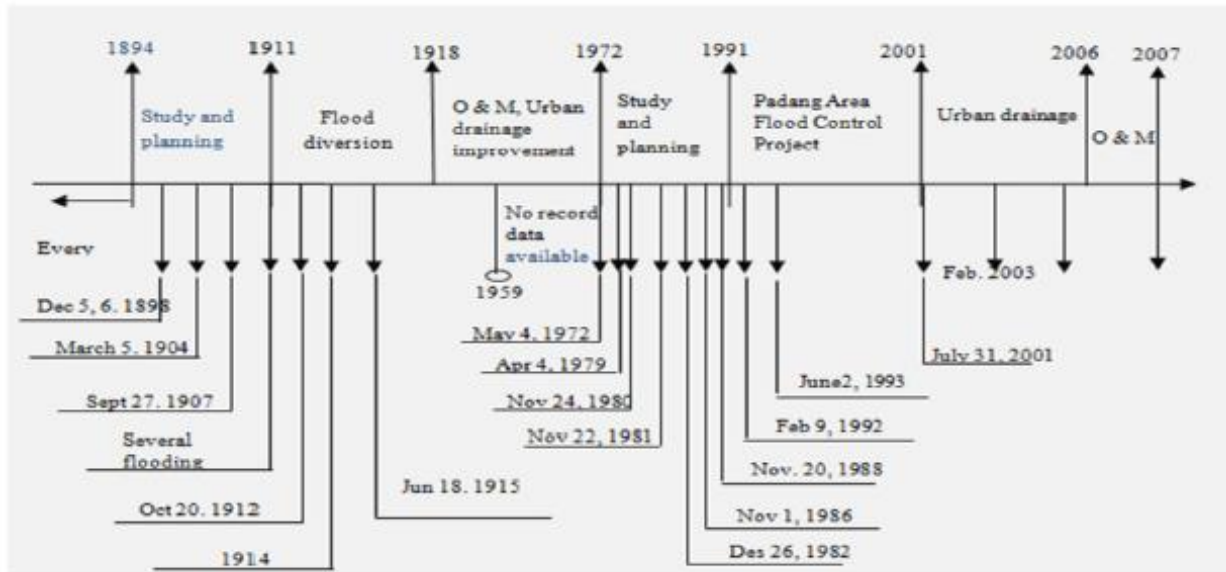 1894
1911
1918
1972
1991
2001
2006
2007
Study and
planning
Flood
diversion
O & M, Urban
drainage
improvement
Study
and
planning
Padang Area
Flood Control
Project
Urban drainage
O & M
No record
data
available
1959
Every
Dec 5, 6. 1898
March 5. 1904
Sept 27. 1907
Several
flooding
Oct 20. 1912
1914
Jun 18. 1915
May 4, 1972
Apr 4, 1979
Nov 24, 1980
Nov 22, 1981
Des 26, 1982
Nov 1, 1986
Nov. 20, 1988
Feb 9, 1992
June2, 1993
July 31, 2001
Feb. 2003